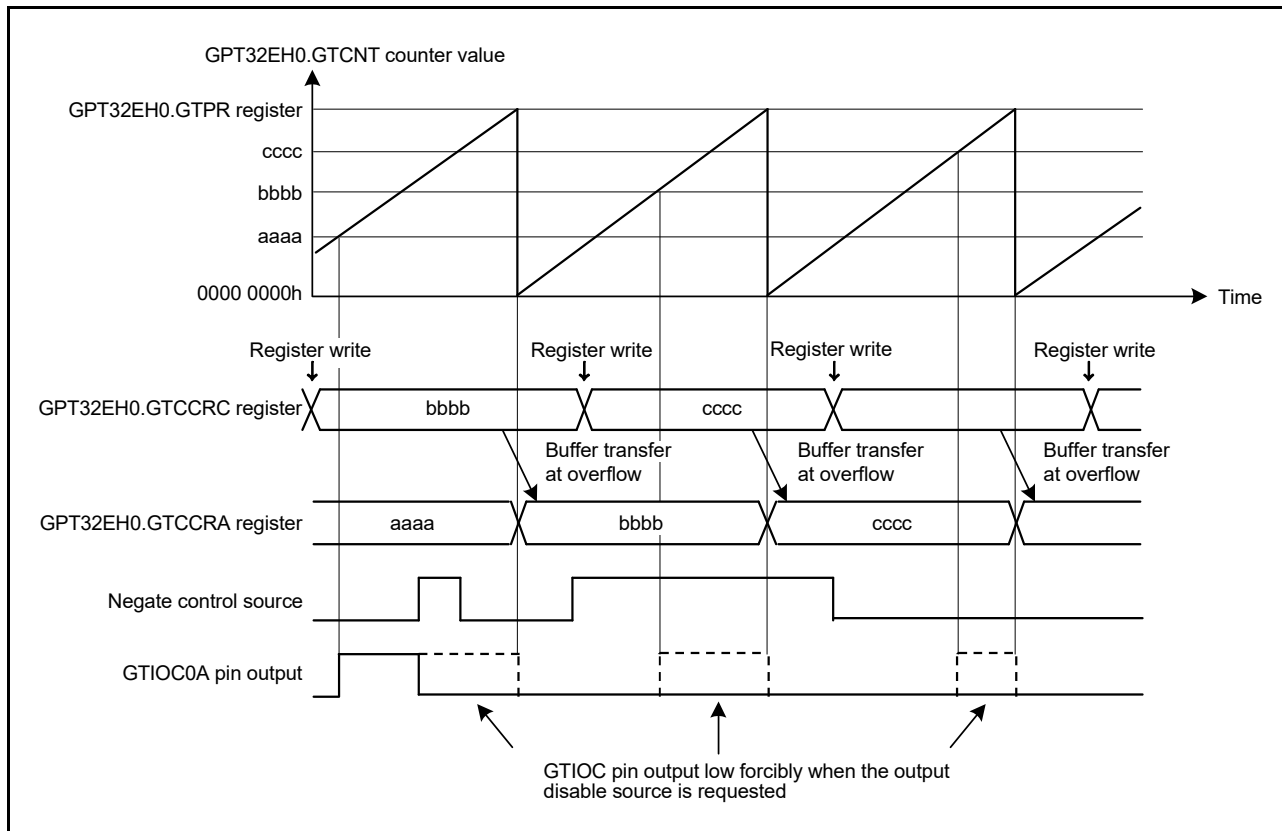 GPT32EH0.GTCNT counter value
GPT32EH0.GTPR register
cccc
bbbb
aaaa
0000 0000h
Time
Register write
Register write
Register write
Register write
GPT32EH0.GTCCRC register
bbbb
cccc
Buffer transfer
at overflow
Buffer transfer
at overflow
Buffer transfer
at overflow
GPT32EH0.GTCCRA register
aaaa
bbbb
cccc
Negate control source
GTIOC0A pin output
GTIOC pin output low forcibly when the output
disable source is requested